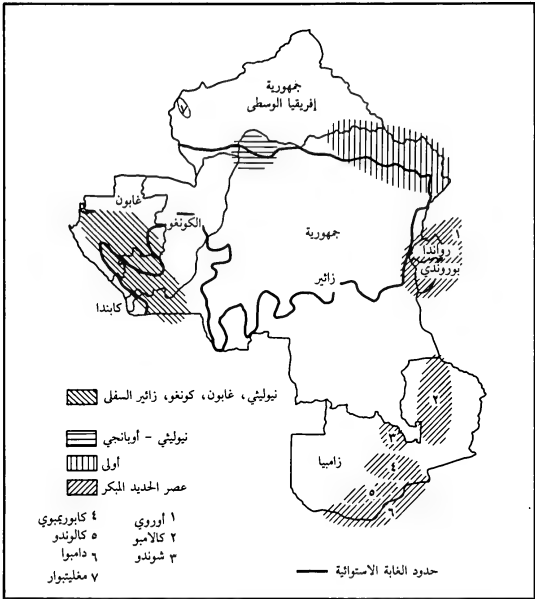 جمهورية
إفريقيا الوسطى
٧
غابون
الكونغو
جمهورية
زائير
١
رواندا
بوروندي
كابندا
٢
٣
زامبيا
٤
٥
٦
نيوليثي، غابون، كونغو، زائير السفلى
نيوليثي - أوبانجي
أولى
عصر الحديد المبكر
١ أوروي
٢ كالامبو
٣ شوندو
٤ كابوريمبوي
٥ كالوندو
٦ دامبوا
٧ مغليتبوار
حدود الغابة الاستوائية